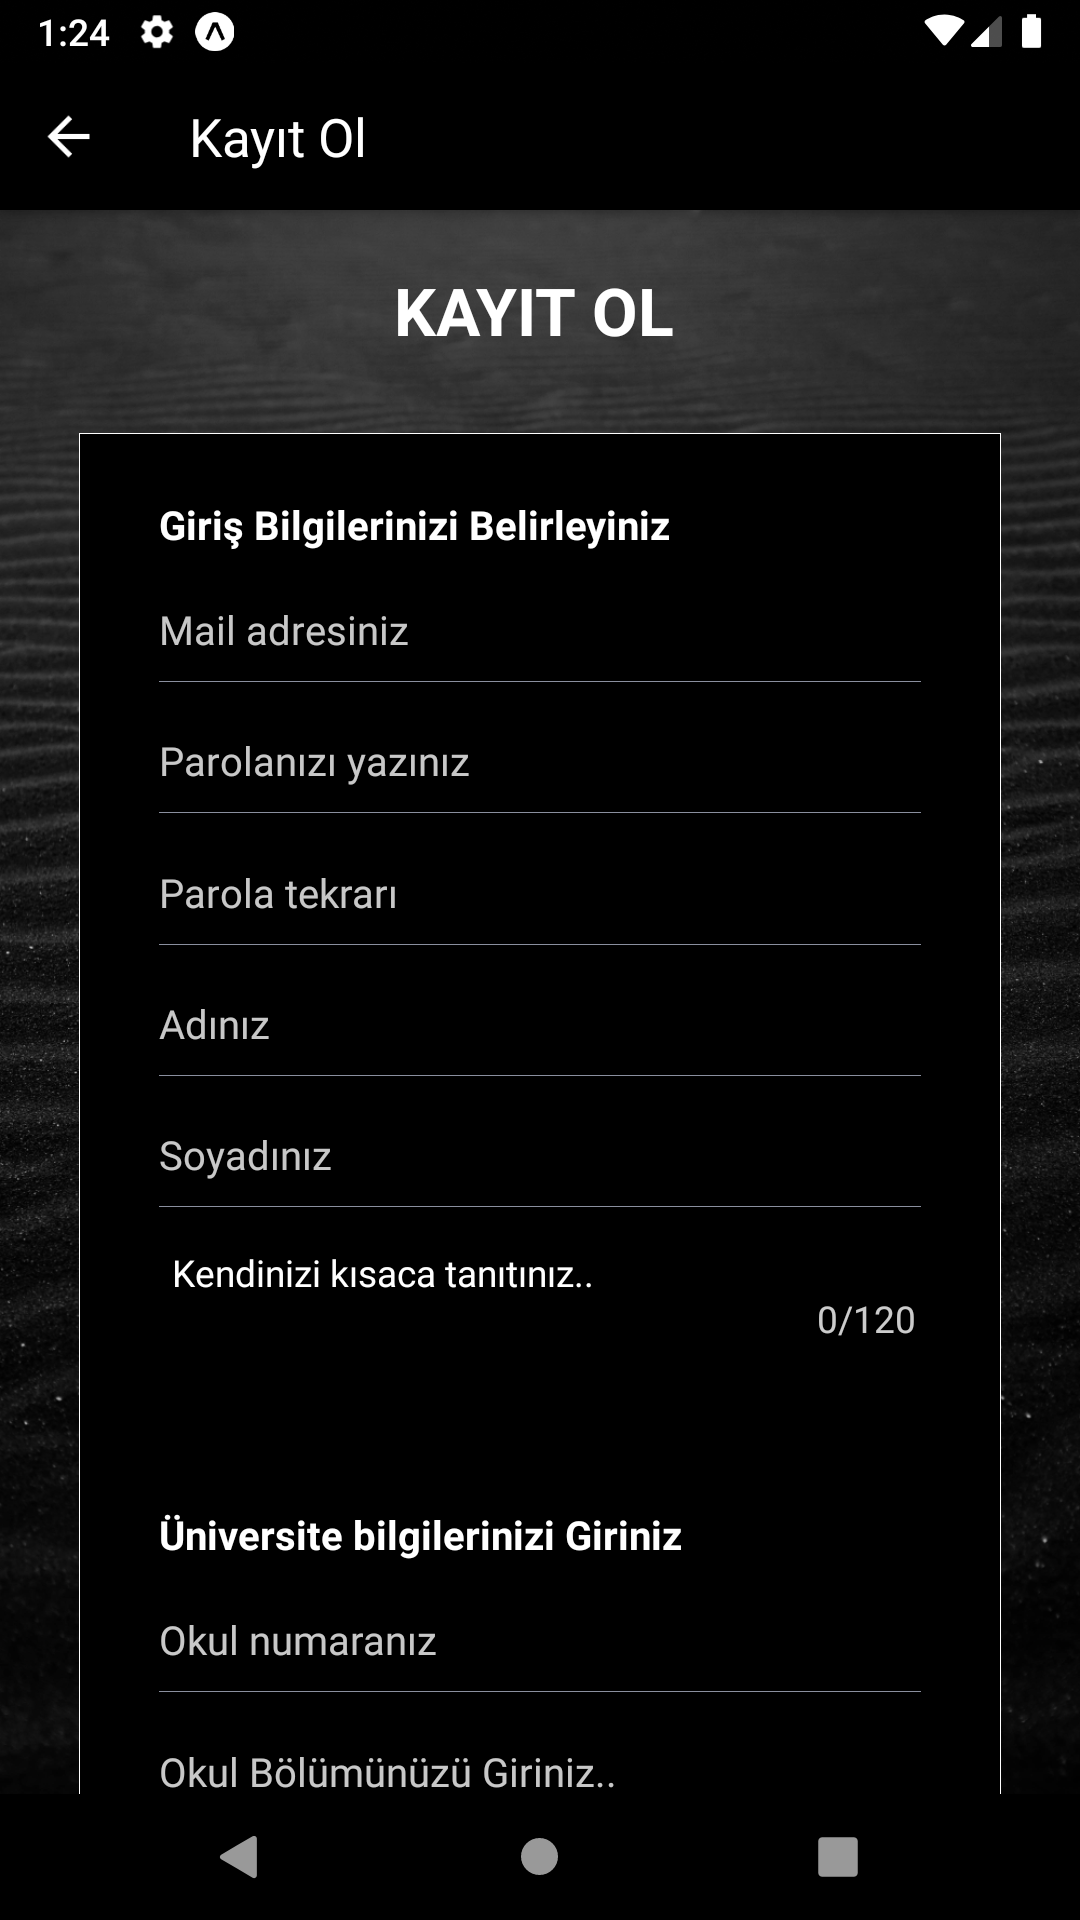 1:24
Kayıt Ol
KAYIT OL
Giriş Bilgilerinizi Belirleyiniz
Mail adresiniz
Parolanızı yazınız
Parola tekrarı
Adınız
Soyadınız
Kendinizi kısaca tanıtınız..
0/120
Üniversite bilgilerinizi Giriniz
Okul numaranız
Okul Bölümünüzü Giriniz..